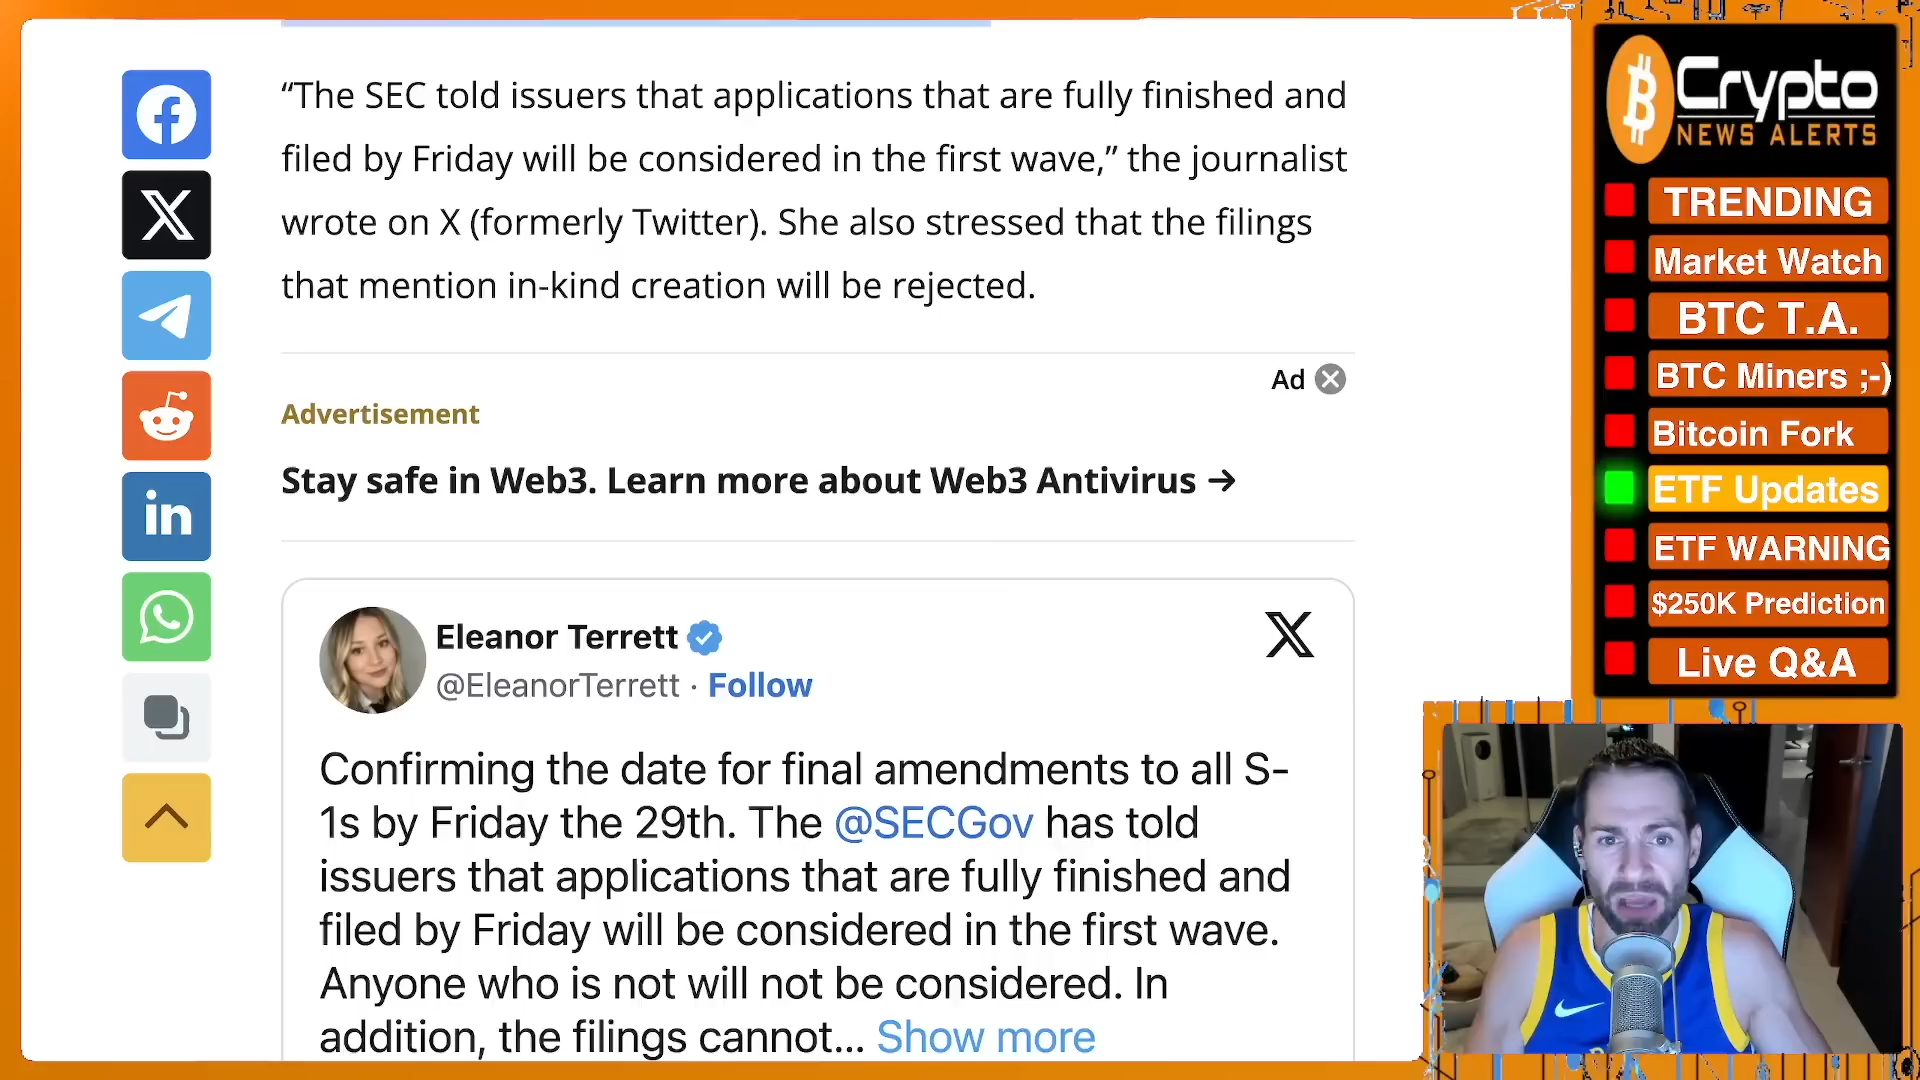 “The SEC told issuers that applications that are fully finished and
filed by Friday will be considered in the first wave,” the journalist
wrote on X (formerly Twitter). She also stressed that the filings
that mention in-kind creation will be rejected.
Ad
Advertisement
Stay safe in Web3. Learn more about Web3 Antivirus →
Eleanor Terrett
@EleanorTerrett · Follow
Confirming the date for final amendments to all S-
1s by Friday the 29th. The @SECGov has told
issuers that applications that are fully finished and
filed by Friday will be considered in the first wave.
Anyone who is not will not be considered. In
addition, the filings cannot... Show more
in
Crypto
NEWS ALERTS
TRENDING
Market Watch
BTC T.A.
BTC Miners ;-)
Bitcoin Fork
ETF Updates
ETF WARNING
$250K Prediction
Live Q&A